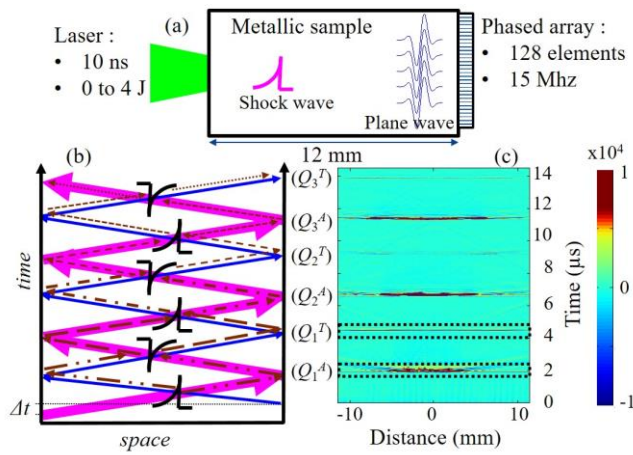 (a)
Laser :
• 10 ns
• 0 to 4 J
Metallic sample
Shock wave
Plane wave
Phased array :
• 128 elements
• 15 Mhz
12 mm
(b)
time
Δt
space
(Q₃ᵀ)
(Q₃ᴬ)
(Q₂ᵀ)
(Q₂ᴬ)
(Q₁ᵀ)
(Q₁ᴬ)
(c)
14
12
10
8
6
4
2
0
Time (µs)
-10
0
10
Distance (mm)
x10⁴
1
0
-1